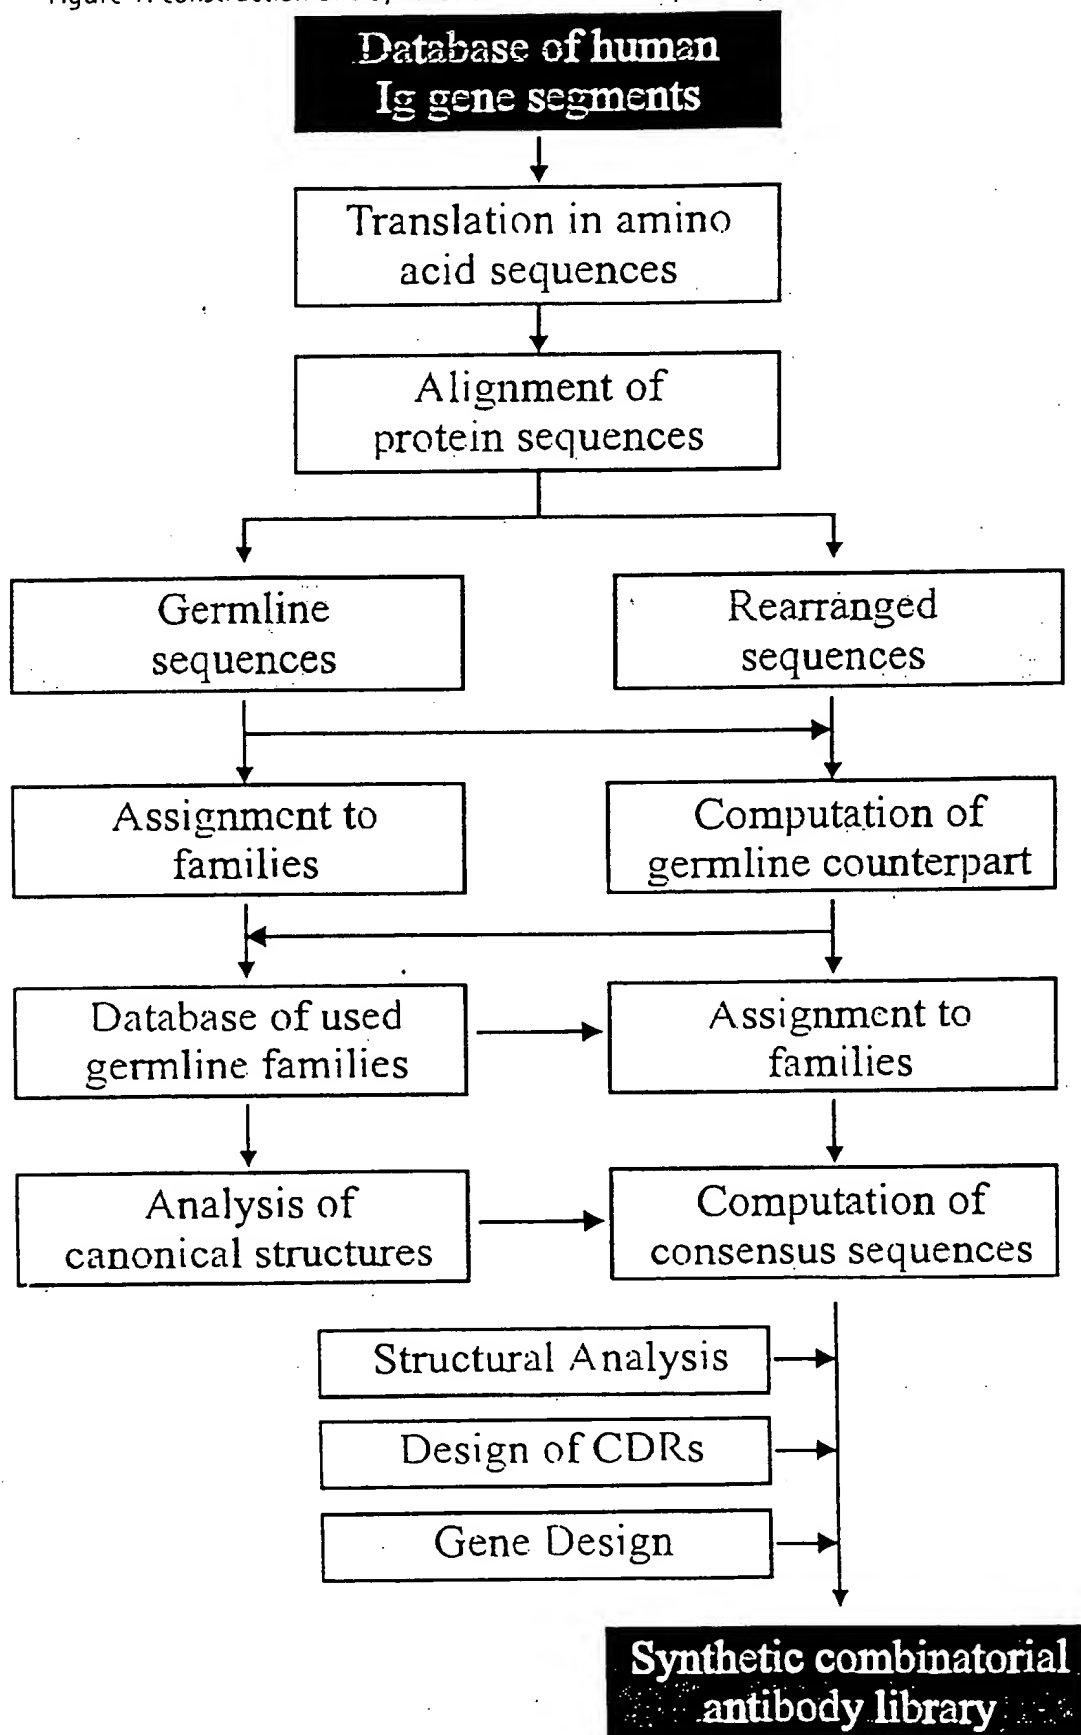 Database of human
Ig gene segments
Translation in amino
acid sequences
Alignment of
protein sequences
Germline
sequences
Rearranged
sequences
Assignment to
families
Computation of
germline counterpart
Database of used
germline families
Assignment to
families
Analysis of
canonical structures
Computation of
consensus sequences
Structural Analysis
Design of CDRs
Gene Design
Synthetic combinatorial
antibody library